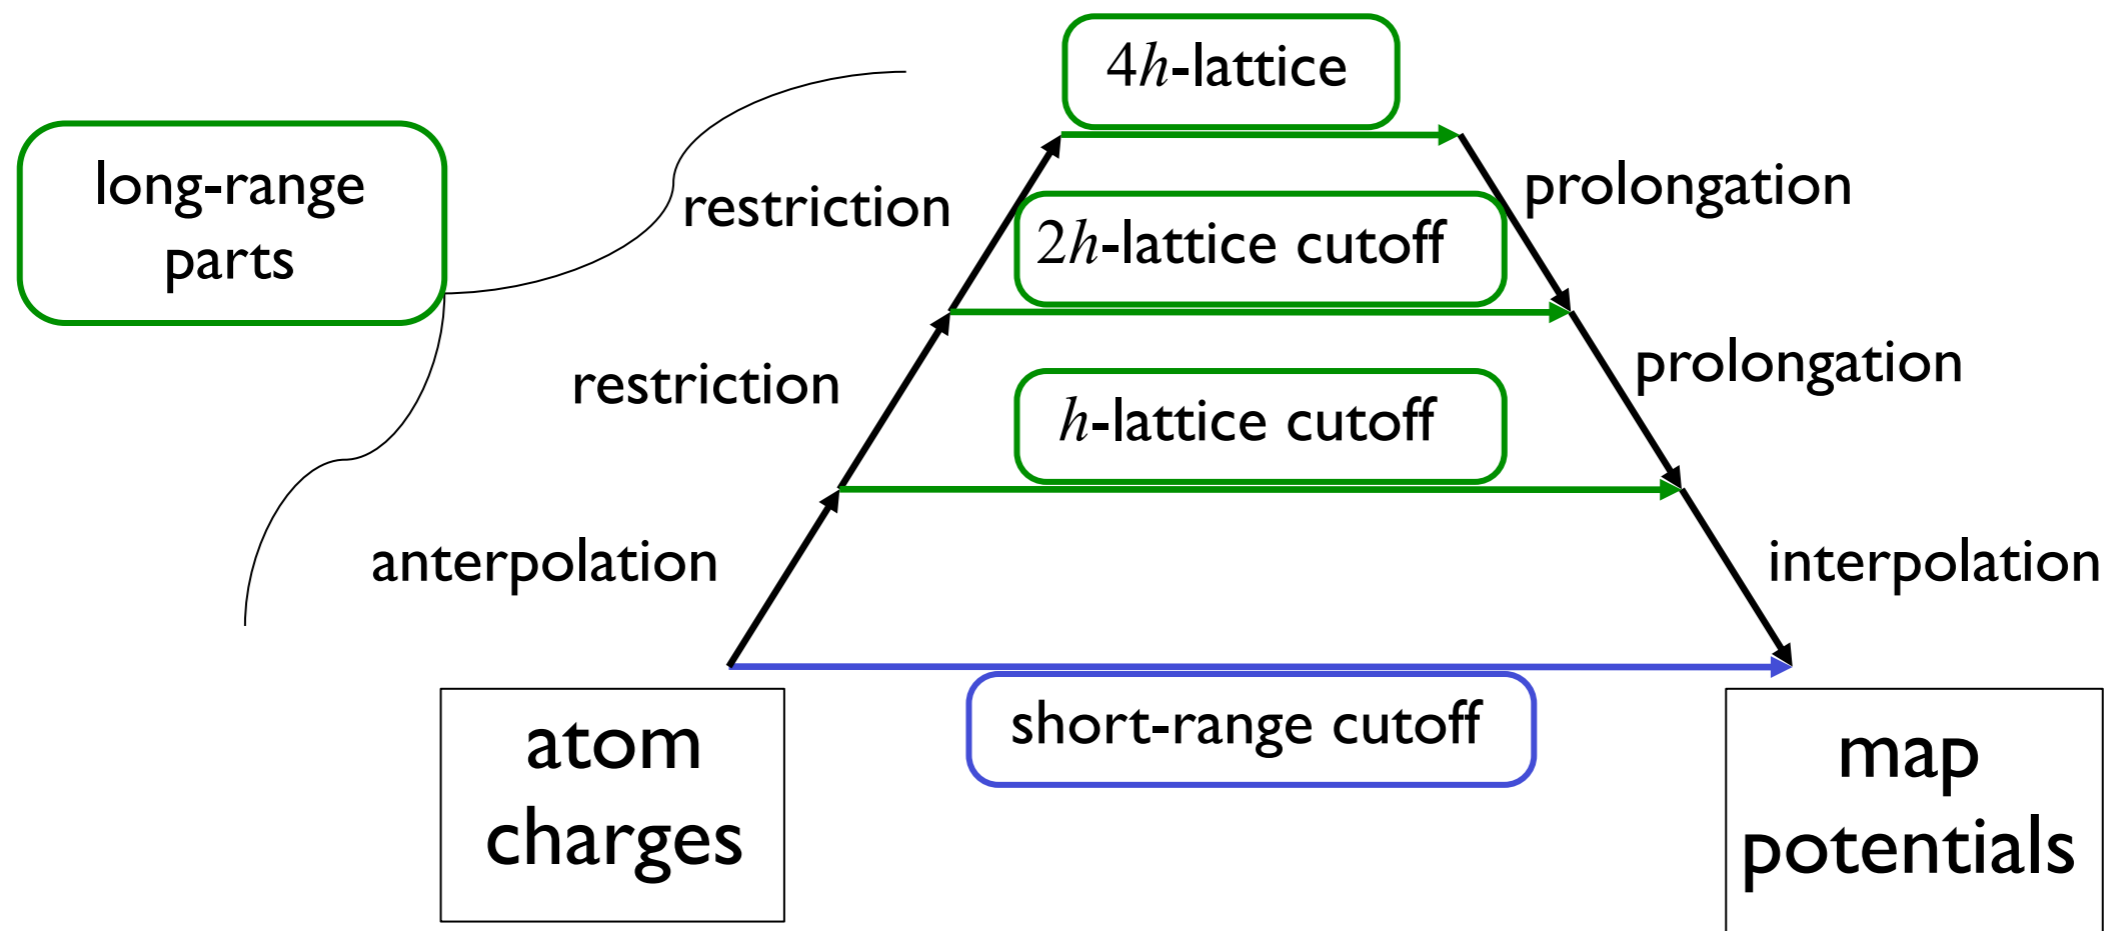 4h-lattice
long-range
parts
restriction
prolongation
2h-lattice cutoff
restriction
prolongation
h-lattice cutoff
anterpolation
interpolation
short-range cutoff
atom
charges
map
potentials